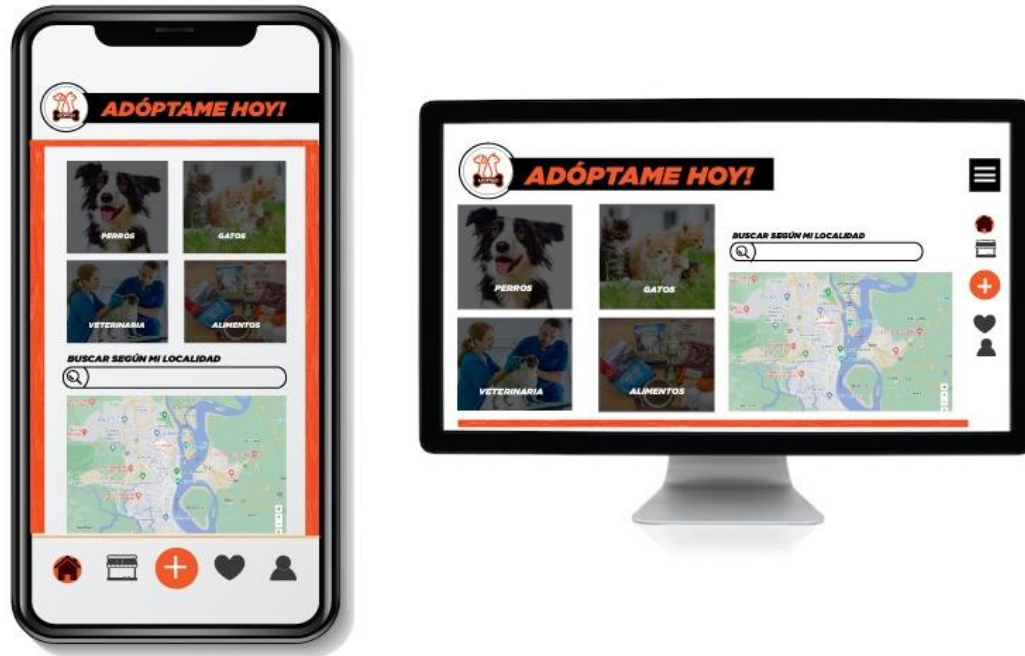 ADÓPTAME HOY!
PERROS
GATOS
VETERINARIA
ALIMENTOS
BUSCAR SEGÚN MI LOCALIDAD
ADÓPTAME HOY!
PERROS
GATOS
VETERINARIA
ALIMENTOS
BUSCAR SEGÚN MI LOCALIDAD